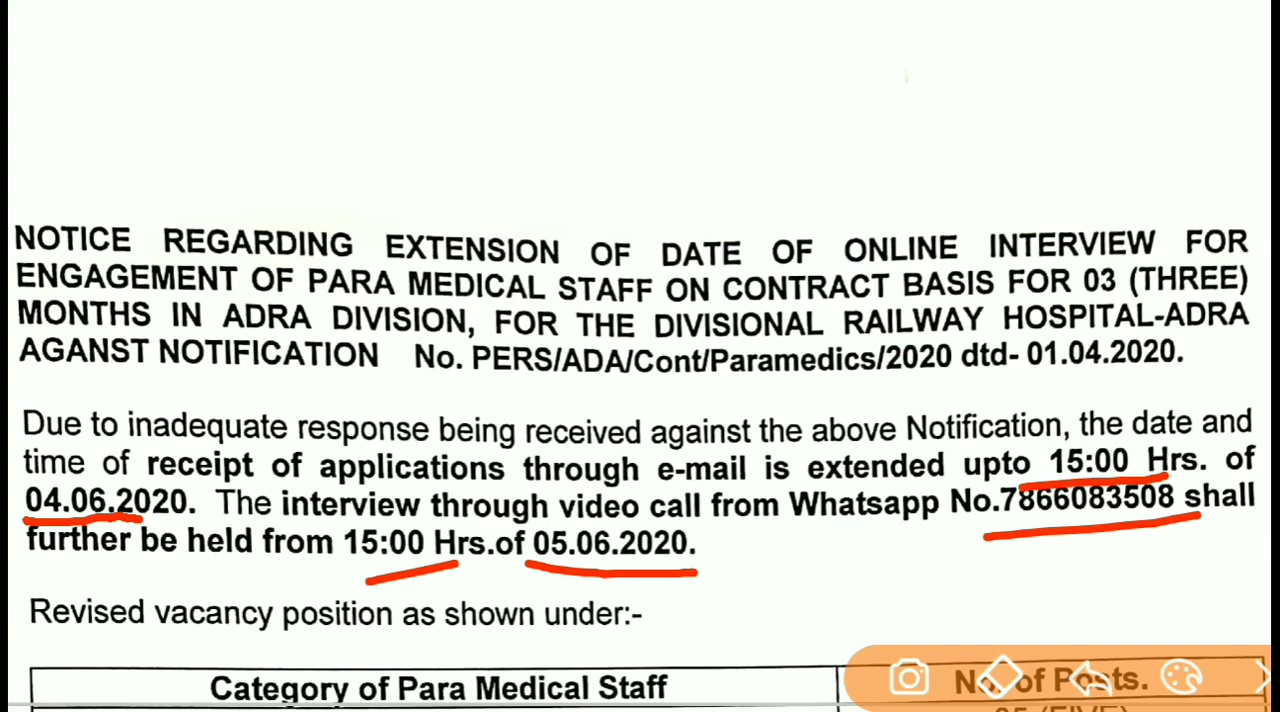 NOTICE REGARDING EXTENSION OF DATE OF ONLINE INTERVIEW FOR
ENGAGEMENT OF PARA MEDICAL STAFF ON CONTRACT BASIS FOR 03 (THREE)
MONTHS IN ADRA DIVISION, FOR THE DIVISIONAL RAILWAY HOSPITAL-ADRA
AGANST NOTIFICATION No. PERS/ADA/Cont/Paramedics/2020 dtd- 01.04.2020.
Due to inadequate response being received against the above Notification, the date and
time of receipt of applications through e-mail is extended upto 15:00 Hrs. of
04.06.2020. The interview through video call from Whatsapp No.7866083508 shall
further be held from 15:00 Hrs.of 05.06.2020.
Revised vacancy position as shown under:-
Category of Para Medical Staff
No. of Posts.